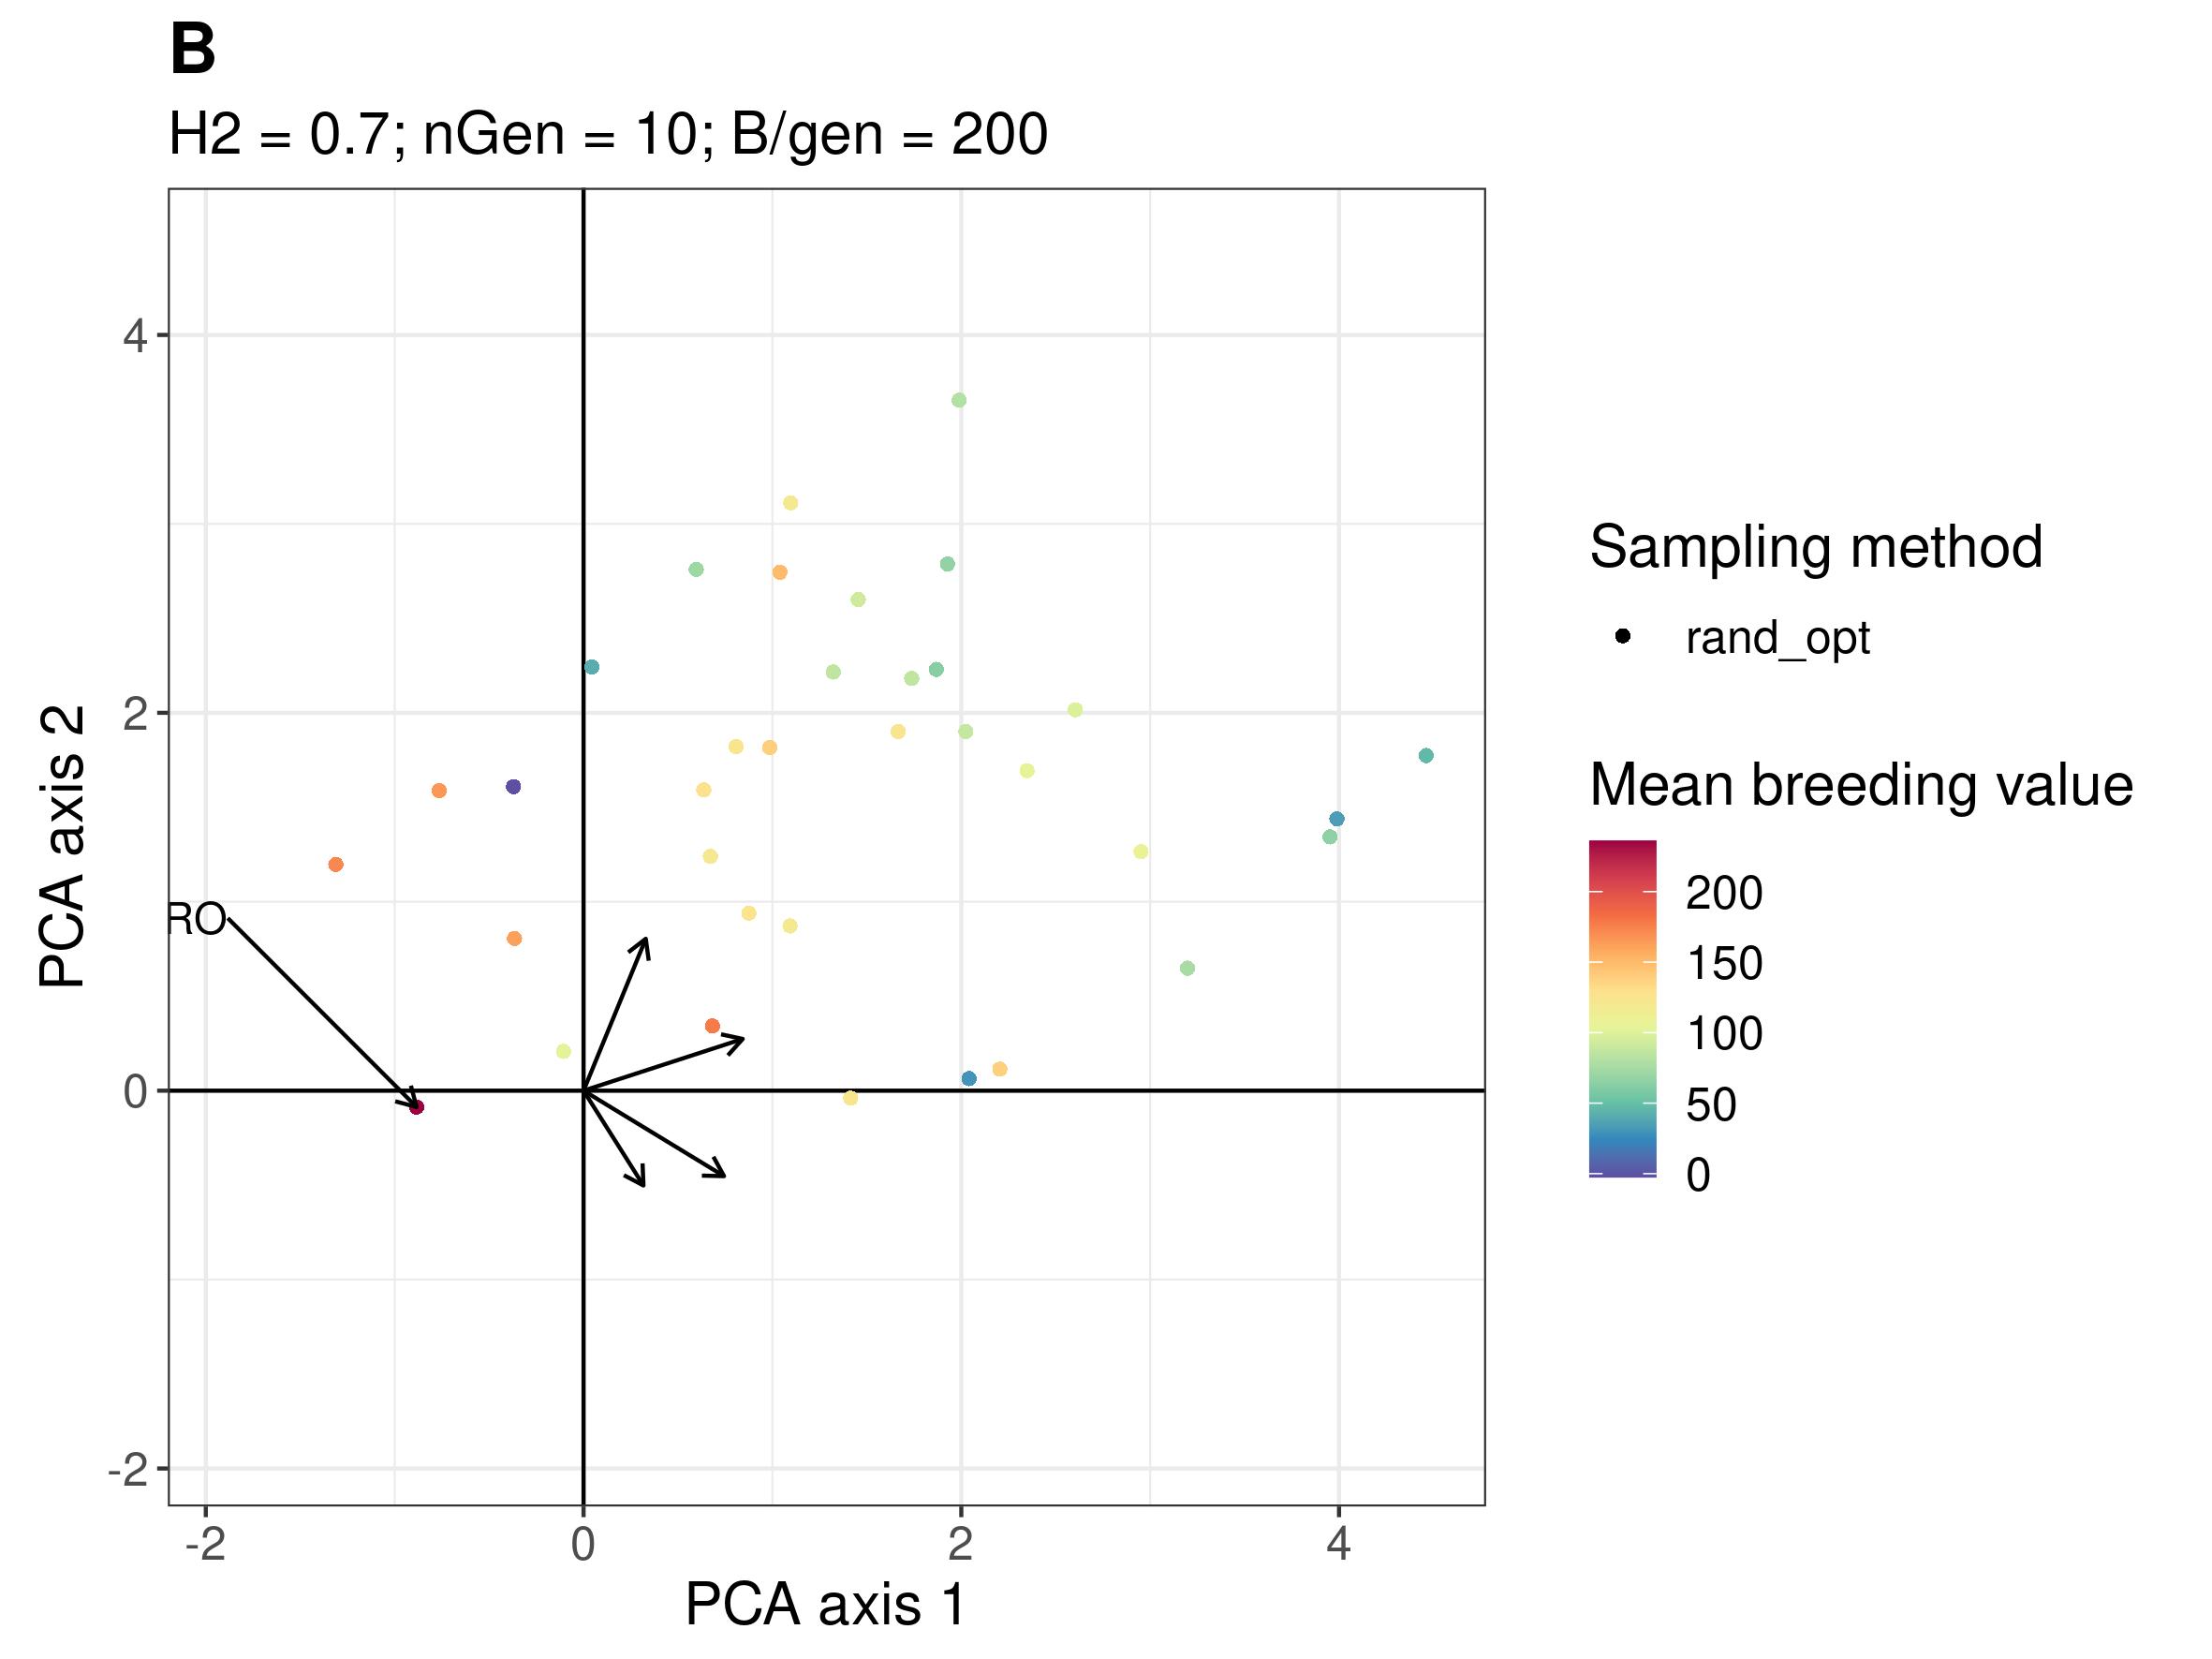 B
H2 = 0.7; nGen = 10; B/gen = 200
PCA axis 2
4
2
0
-2
RO
-2
0
2
4
PCA axis 1
Sampling method
rand_opt
Mean breeding value
200
150
100
50
0